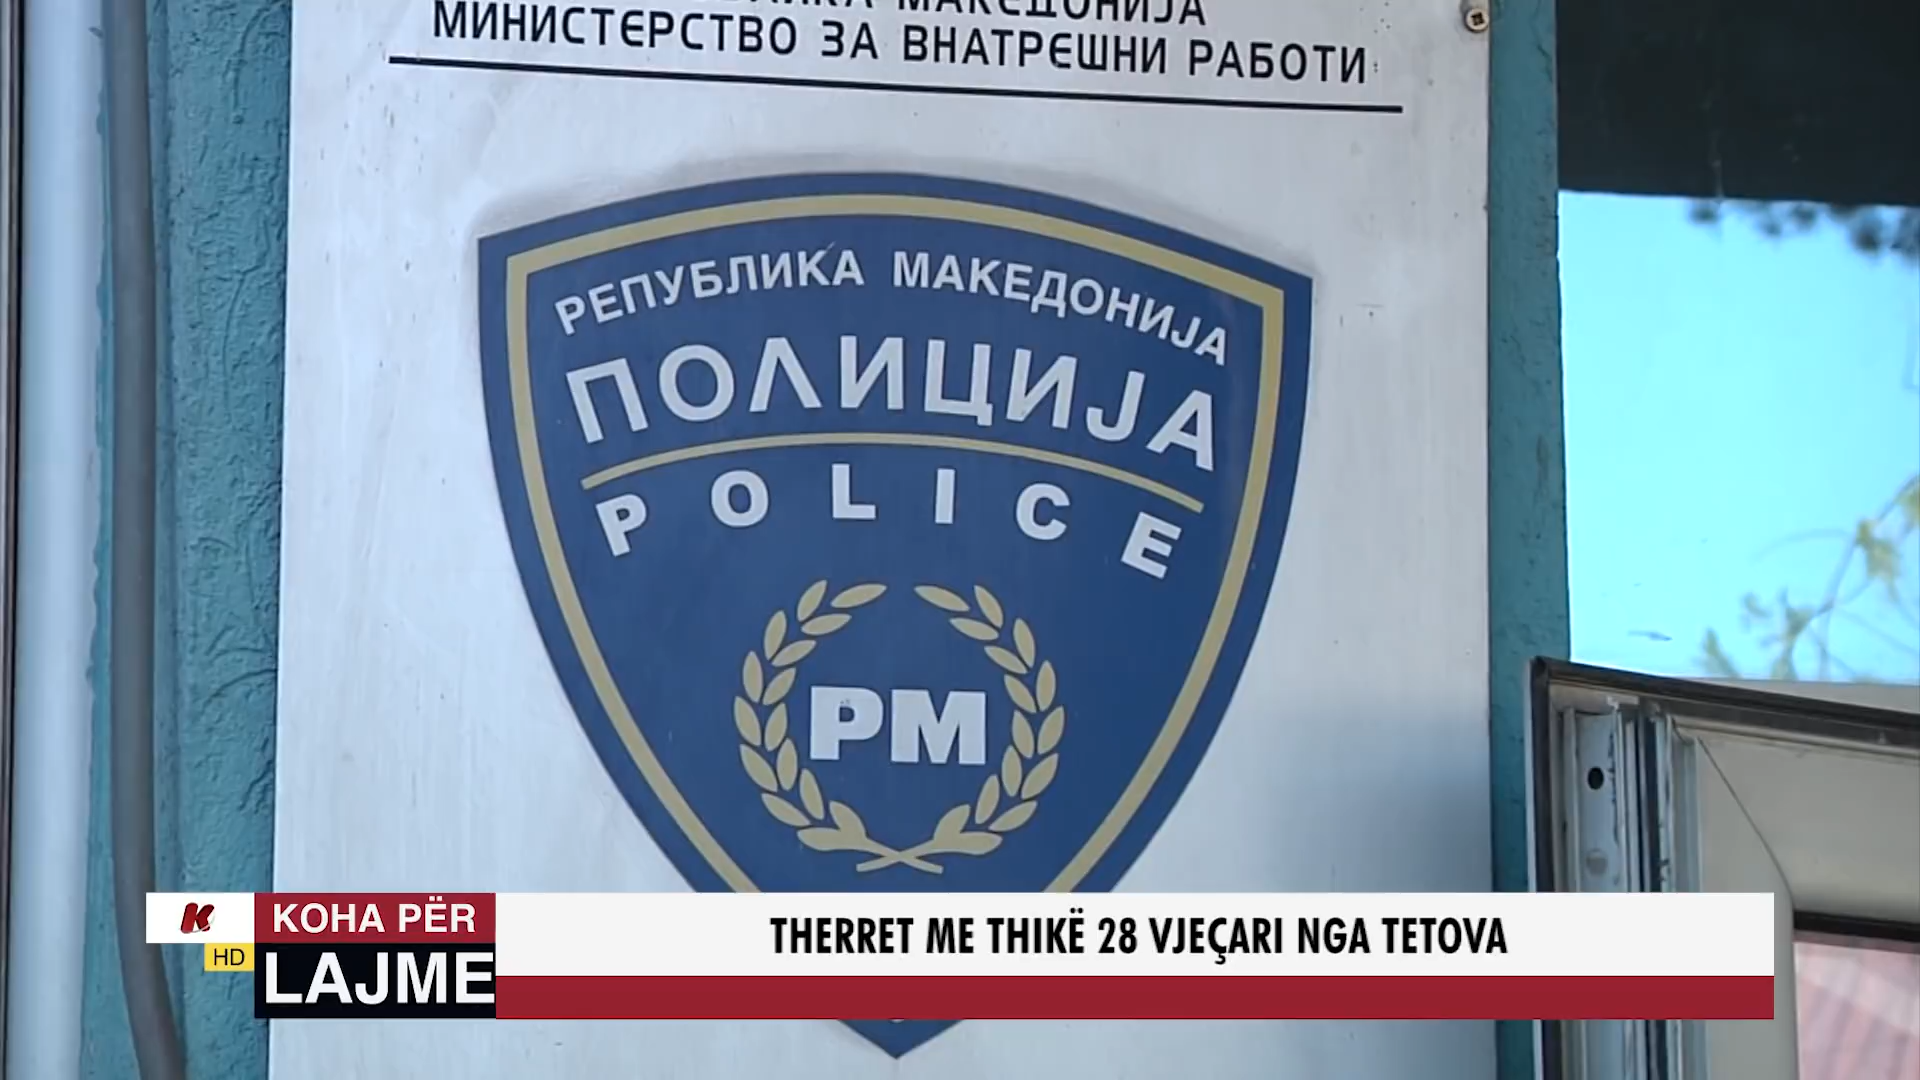 МАКЕДОНИЈА
МИНИСТЕРСТВО ЗА ВНАТРЕШНИ РАБОТИ
РЕПУБЛИКА МАКЕДОНИЈА
ПОЛИЦИЈА
POLICE
PM
K
HD
KOHA PËR
LAJME
THERRET ME THIKË 28 VJEÇARI NGA TETOVA